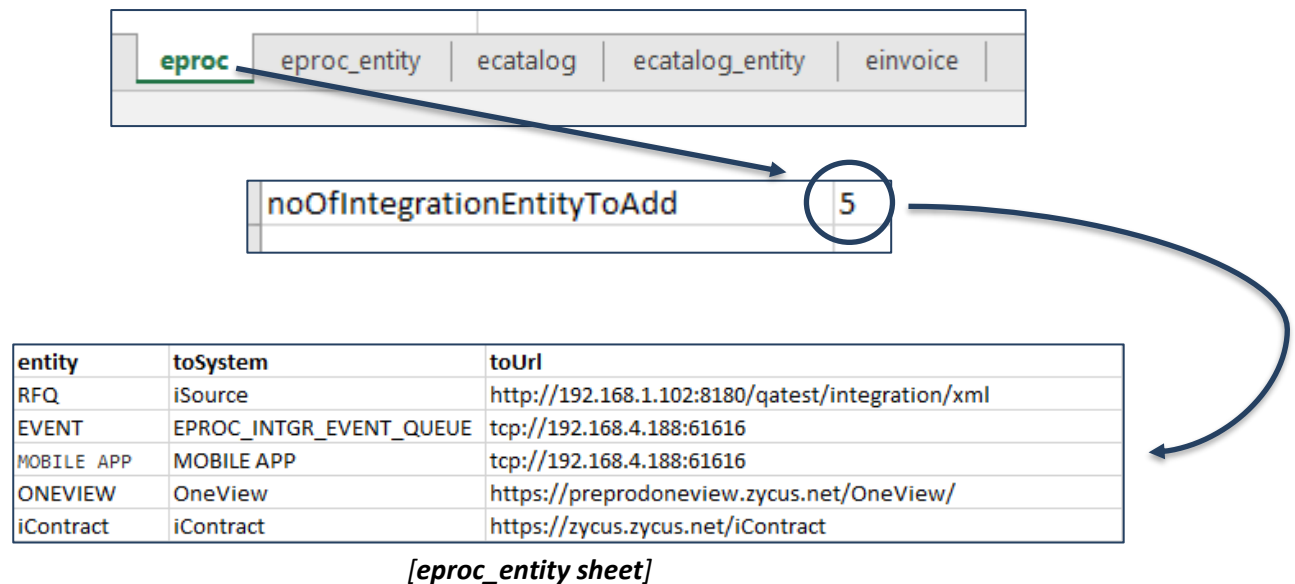 eproc eproc_entity ecatalog ecatalog_entity einvoice
noOfIntegrationEntityToAdd 5
entity toSystem toUrl
RFQ iSource http://192.168.1.102:8180/qatest/integration/xml
EVENT EPROC_INTGR_EVENT_QUEUE tcp://192.168.4.188:61616
MOBILE APP MOBILE APP tcp://192.168.4.188:61616
ONEVIEW OneView https://preprodoneview.zycus.net/OneView/
iContract iContract https://zycus.zycus.net/iContract
[eproc_entity sheet]